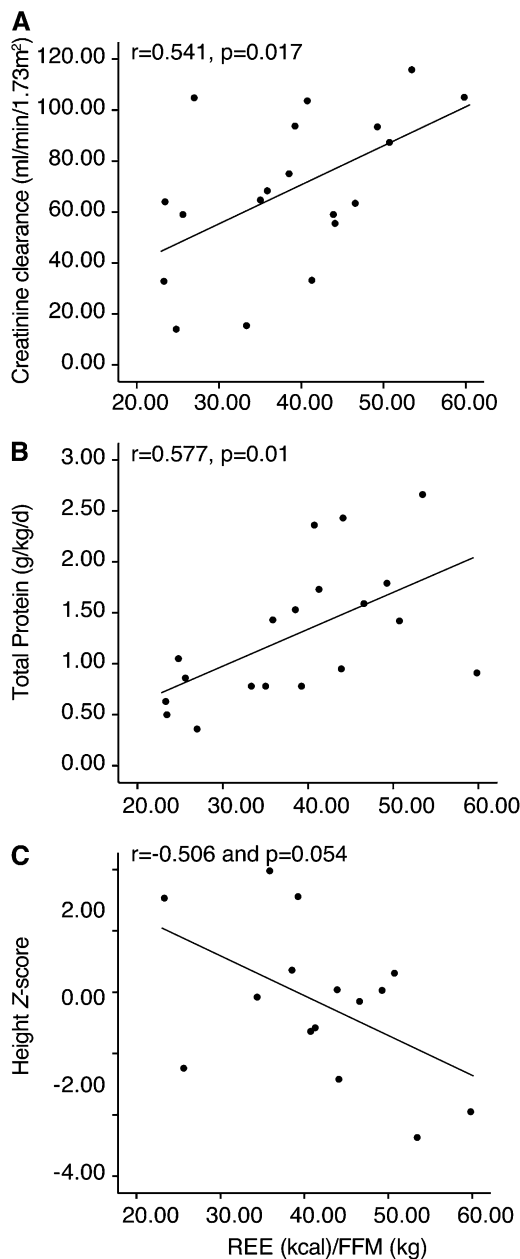 A
r=0.541, p=0.017
Creatinine clearance (ml/min/1.73m²)
120.00
100.00
80.00
60.00
40.00
20.00
0.00
20.00 30.00 40.00 50.00 60.00
B
r=0.577, p=0.01
Total Protein (g/kg/d)
3.00
2.50
2.00
1.50
1.00
0.50
0.00
20.00 30.00 40.00 50.00 60.00
C
r=-0.506 and p=0.054
Height Z-score
2.00
0.00
-2.00
-4.00
20.00 30.00 40.00 50.00 60.00
REE (kcal)/FFM (kg)